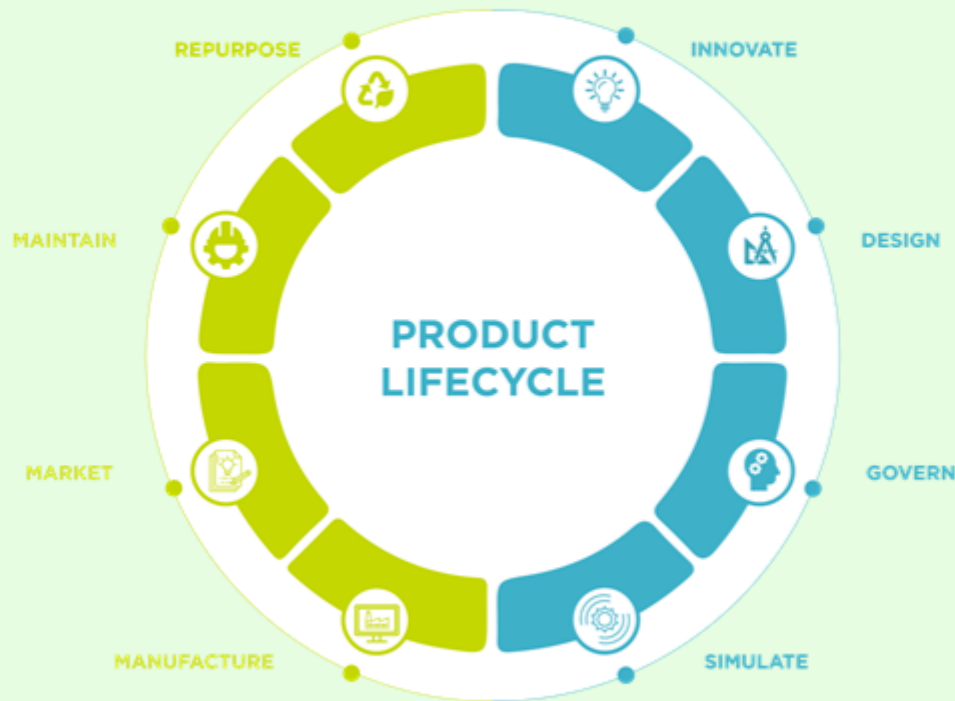 REPURPOSE
INNOVATE
MAINTAIN
DESIGN
PRODUCT
LIFECYCLE
MARKET
GOVERN
MANUFACTURE
SIMULATE